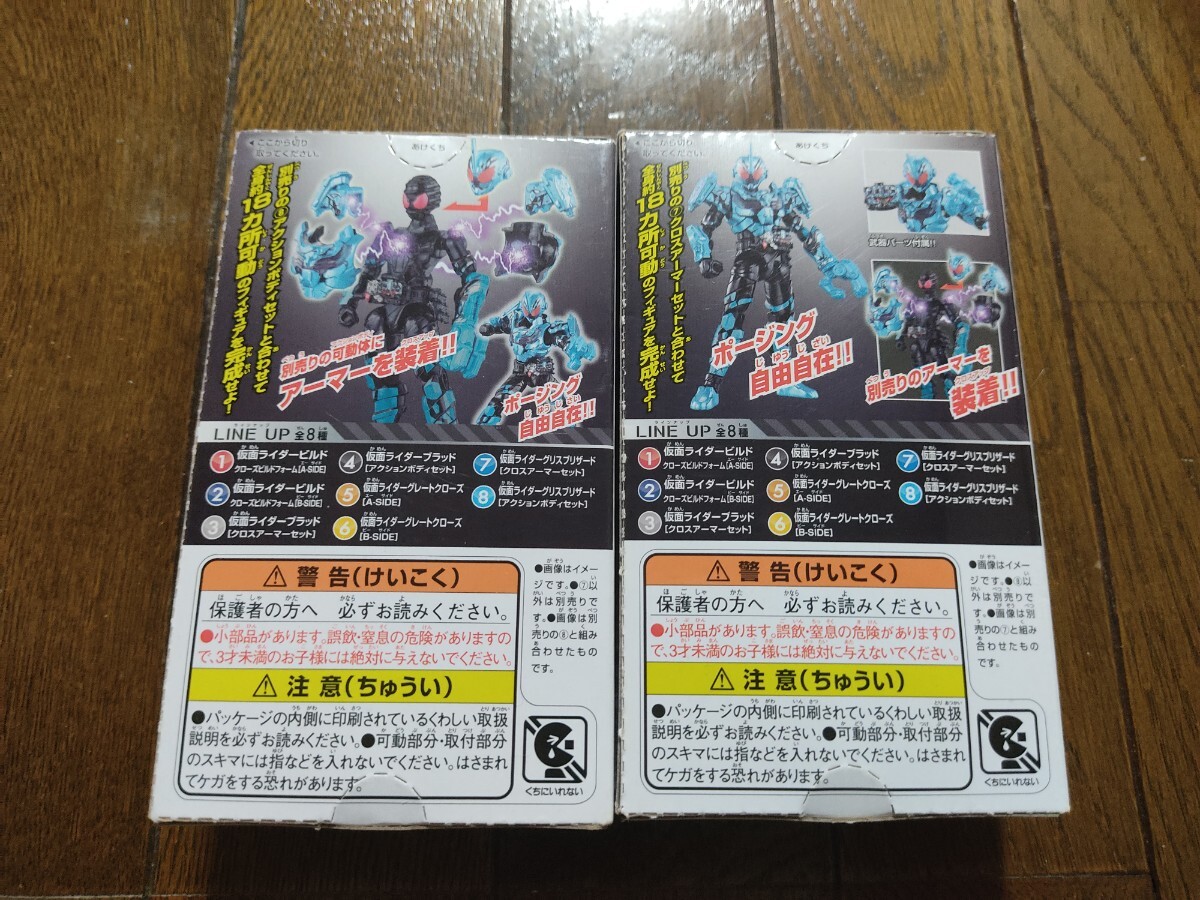 ここから切り
取ってください。
あけくち
別売りの⑧アクションボディセットと合わせて
全身約18カ所可動のフィギュアを完成せよ!
別売りの可動体に
アーマーを装着!!
ポージング
自由自在!!
LINE UP 全8種
1 仮面ライダービルド
クローズビルドフォーム[A-SIDE]
2 仮面ライダービルド
クローズビルドフォーム[B-SIDE]
3 仮面ライダーブラッド
[クロスアーマーセット]
4 仮面ライダーブラッド
[アクションボディセット]
5 仮面ライダーグレートクローズ
[A-SIDE]
6 仮面ライダーグレートクローズ
[B-SIDE]
7 仮面ライダーグリスブリザード
[クロスアーマーセット]
8 仮面ライダーグリスブリザード
[アクションボディセット]
警告(けいこく)
保護者の方へ 必ずお読みください。
●小部品があります。誤飲・窒息の危険がありますの
で、3才未満のお子様には絶対に与えないでください。
注意(ちゅうい)
●パッケージの内側に印刷されているくわしい取扱
説明を必ずお読みください。●可動部分・取付部分
のスキマには指などを入れないでください。はさまれ
てケガをする恐れがあります。
●画像はイメー
ジです。●⑦以
外は別売りで
す。●画像は別
売りの⑧と組み
合わせたもの
です。
くちにいれない
ここから切り
取ってください。
あけくち
別売りの⑦クロスアーマーセットと合わせて
全身約18カ所可動のフィギュアを完成せよ!
武器パーツ付属!!
ポージング
自由自在!!
別売りのアーマーを
装着!!
LINE UP 全8種
1 仮面ライダービルド
クローズビルドフォーム[A-SIDE]
2 仮面ライダービルド
クローズビルドフォーム[B-SIDE]
3 仮面ライダーブラッド
[クロスアーマーセット]
4 仮面ライダーブラッド
[アクションボディセット]
5 仮面ライダーグレートクローズ
[A-SIDE]
6 仮面ライダーグレートクローズ
[B-SIDE]
7 仮面ライダーグリスブリザード
[クロスアーマーセット]
8 仮面ライダーグリスブリザード
[アクションボディセット]
警告(けいこく)
保護者の方へ 必ずお読みください。
●小部品があります。誤飲・窒息の危険がありますの
で、3才未満のお子様には絶対に与えないでください。
注意(ちゅうい)
●パッケージの内側に印刷されているくわしい取扱
説明を必ずお読みください。●可動部分・取付部分
のスキマには指などを入れないでください。はさまれ
てケガをする恐れがあります。
●画像はイメー
ジです。●⑧以
外は別売りで
す。●画像は別
売りの⑦と組み
合わせたもの
です。
くちにいれない